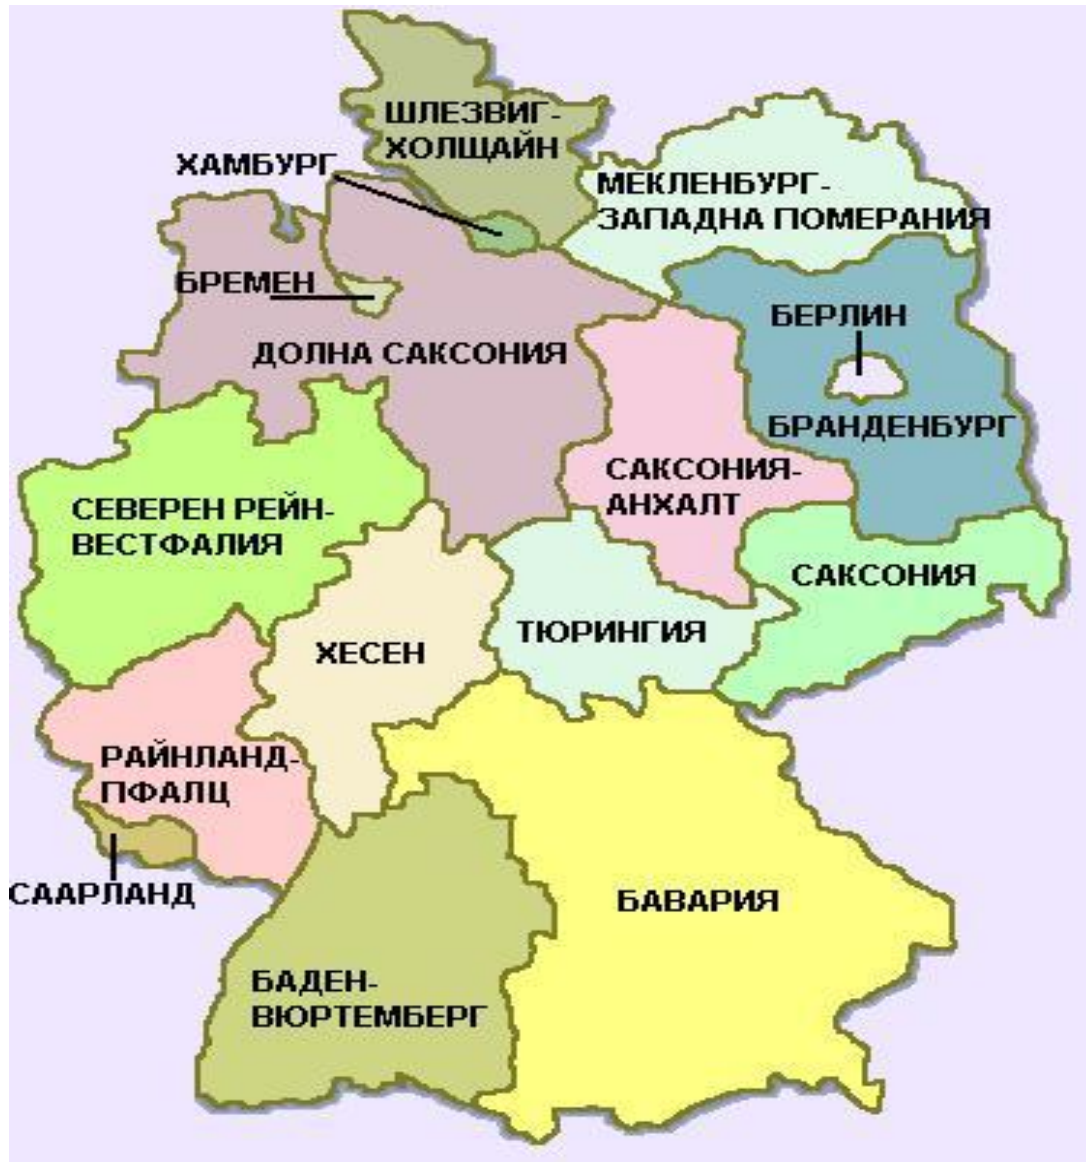 ШЛЕЗВИГ-
ХОЛЩАЙН
ХАМБУРГ
МЕКЛЕНБУРГ-
ЗАПАДНА ПОМЕРАНИЯ
БРЕМЕН
БЕРЛИН
ДОЛНА САКСОНИЯ
БРАНДЕНБУРГ
САКСОНИЯ-
АНХАЛТ
СЕВЕРЕН РЕЙН-
ВЕСТФАЛИЯ
САКСОНИЯ
ТЮРИНГИЯ
ХЕСЕН
РАЙНЛАНД-
ПФАЛЦ
СААРЛАНД
БАВАРИЯ
БАДЕН-
ВЮРТЕМБЕРГ